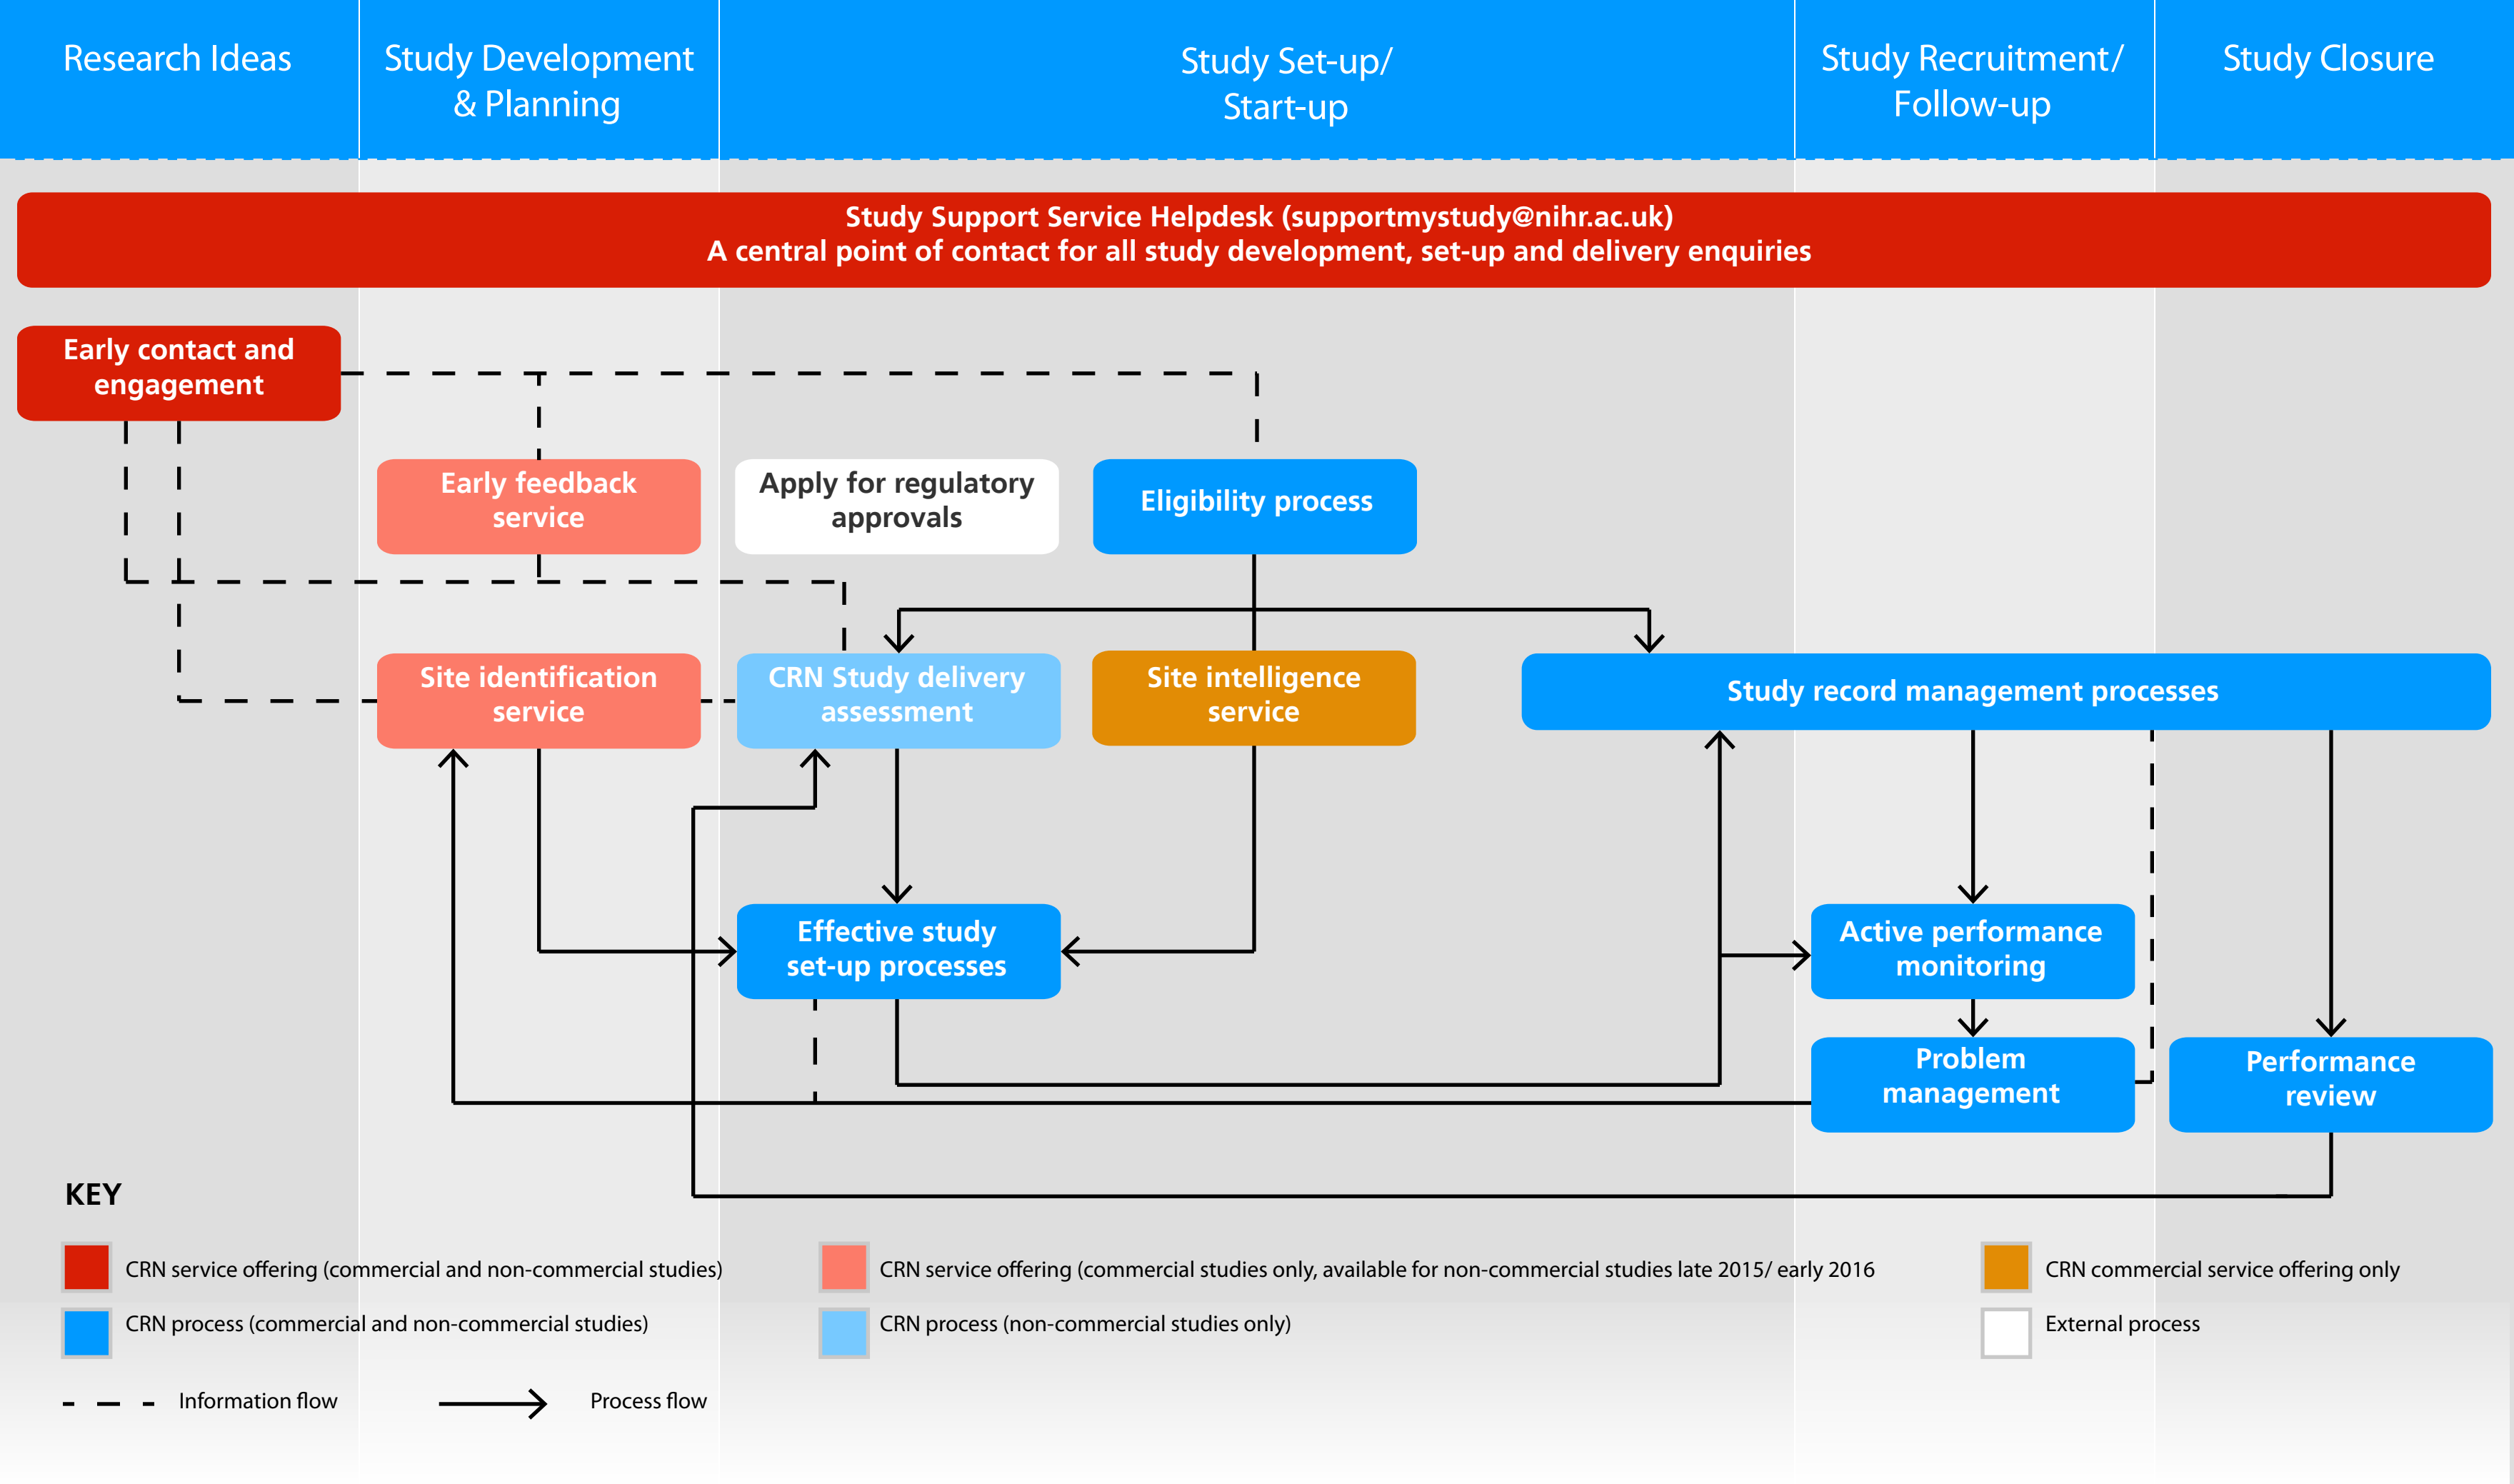 Research Ideas
Study Development
& Planning
Study Set-up/
Start-up
Study Recruitment/
Follow-up
Study Closure
Study Support Service Helpdesk (supportmystudy@nihr.ac.uk)
A central point of contact for all study development, set-up and delivery enquiries
Early contact and
engagement
Early feedback
service
Apply for regulatory
approvals
Eligibility process
Site identification
service
CRN Study delivery
assessment
Site intelligence
service
Study record management processes
Effective study
set-up processes
Active performance
monitoring
Problem
management
Performance
review
KEY
CRN service offering (commercial and non-commercial studies)
CRN service offering (commercial studies only, available for non-commercial studies late 2015/ early 2016
CRN commercial service offering only
CRN process (commercial and non-commercial studies)
CRN process (non-commercial studies only)
External process
Information flow
Process flow